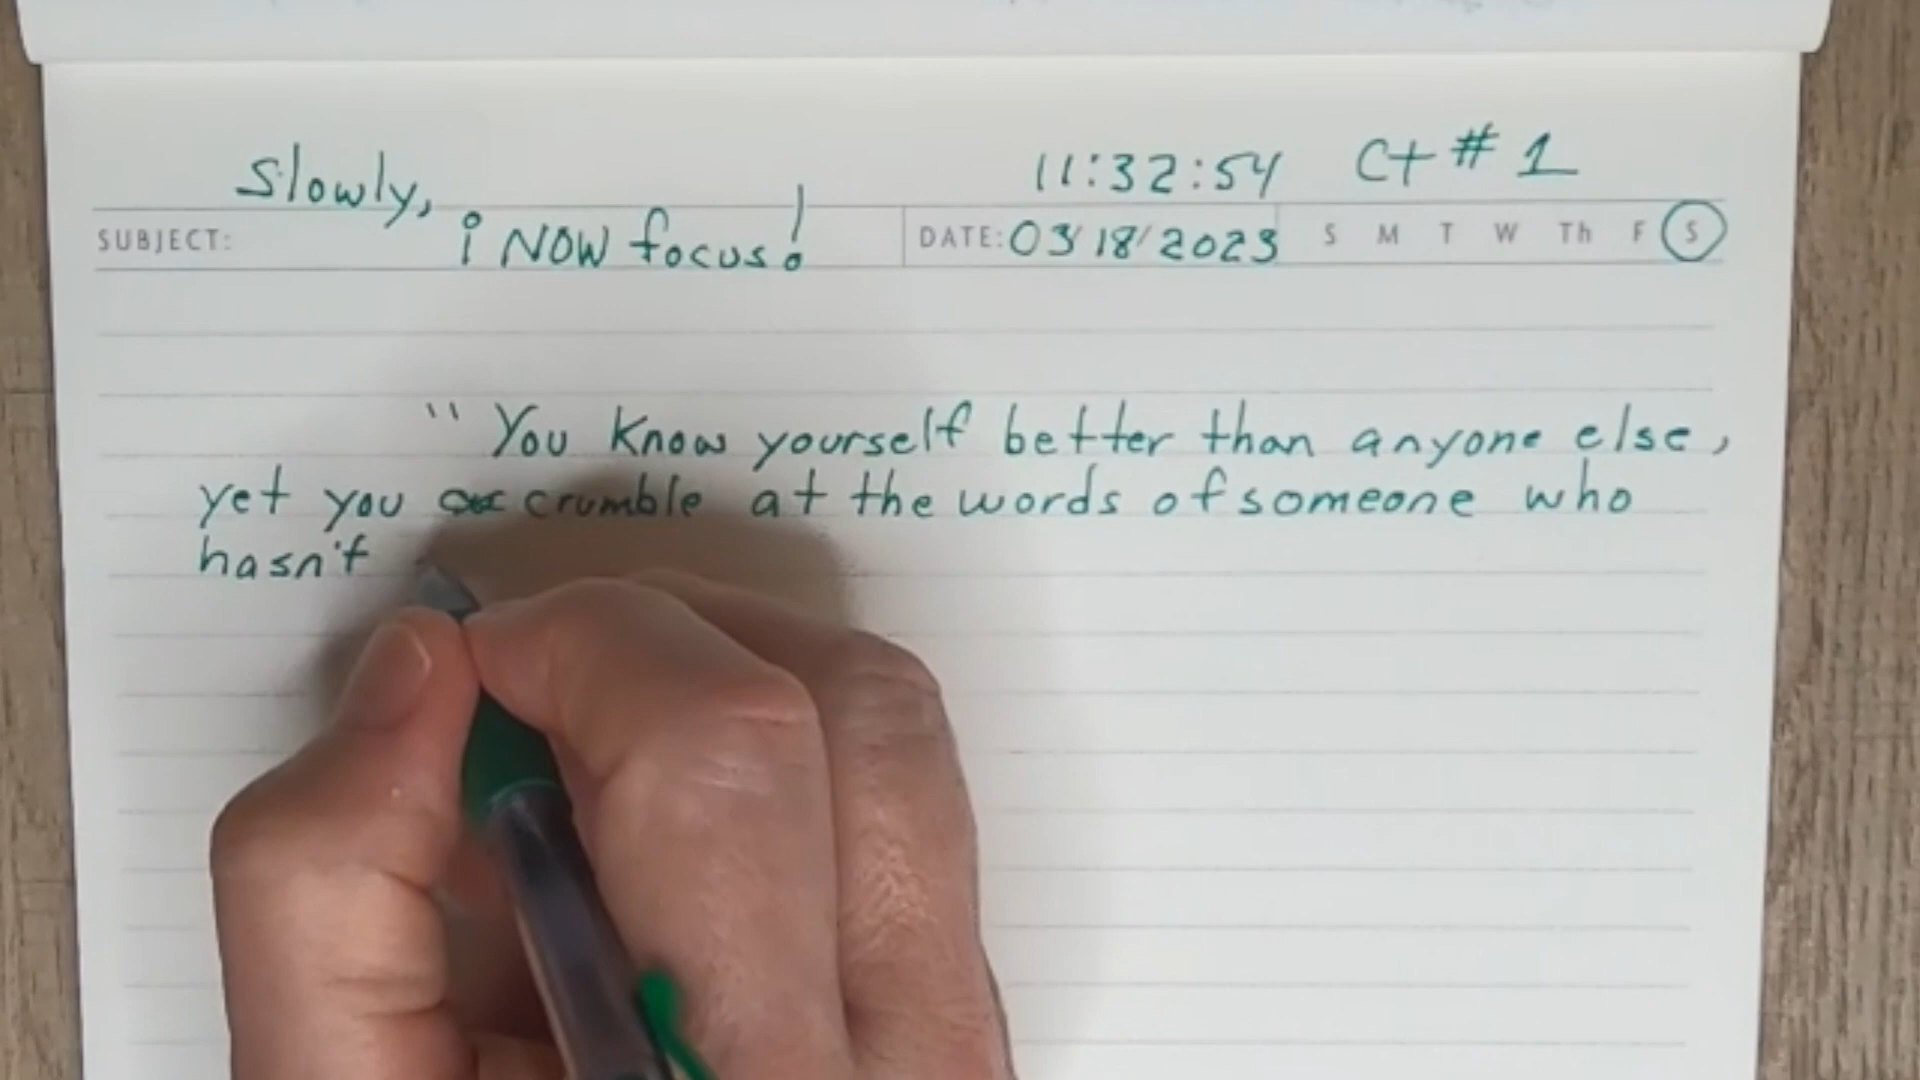 Slowly, 11:32:54 Ct # 1
SUBJECT: i NOW focus! DATE: 03/18/2023 S M T W Th F S
" You Know yourself better than anyone else,
yet you crumble at the words of someone who
hasn't